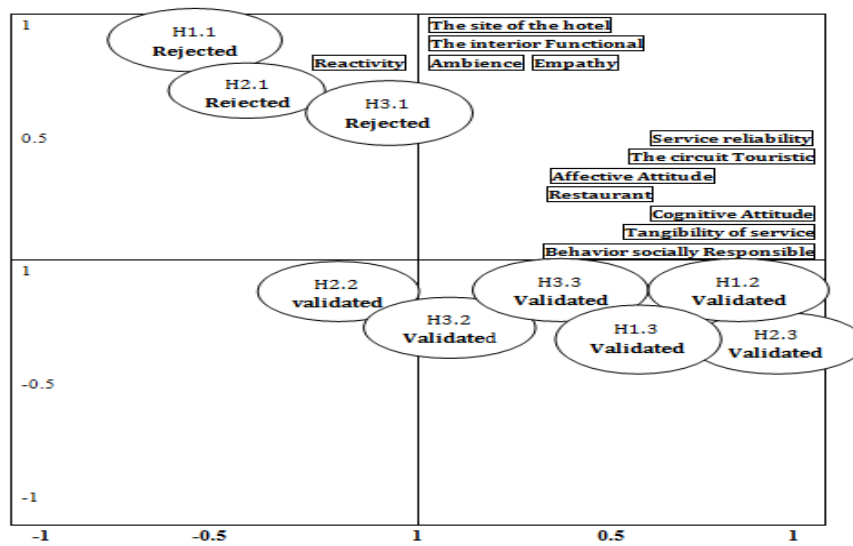 1
H1.1
Rejected
The site of the hotel
The interior Functional
Reactivity
Ambience
Empathy
H2.1
Reiected
H3.1
Rejected
0.5
Service reliability
The circuit Touristic
Affective Attitude
Restaurant
Cognitive Attitude
Tangibility of service
Behavior socially Responsible
1
H2.2
validated
H3.3
Validated
H1.2
Validated
H3.2
Validated
H1.3
Validated
H2.3
Validated
-0.5
-1
-1
-0.5
1
0.5
1